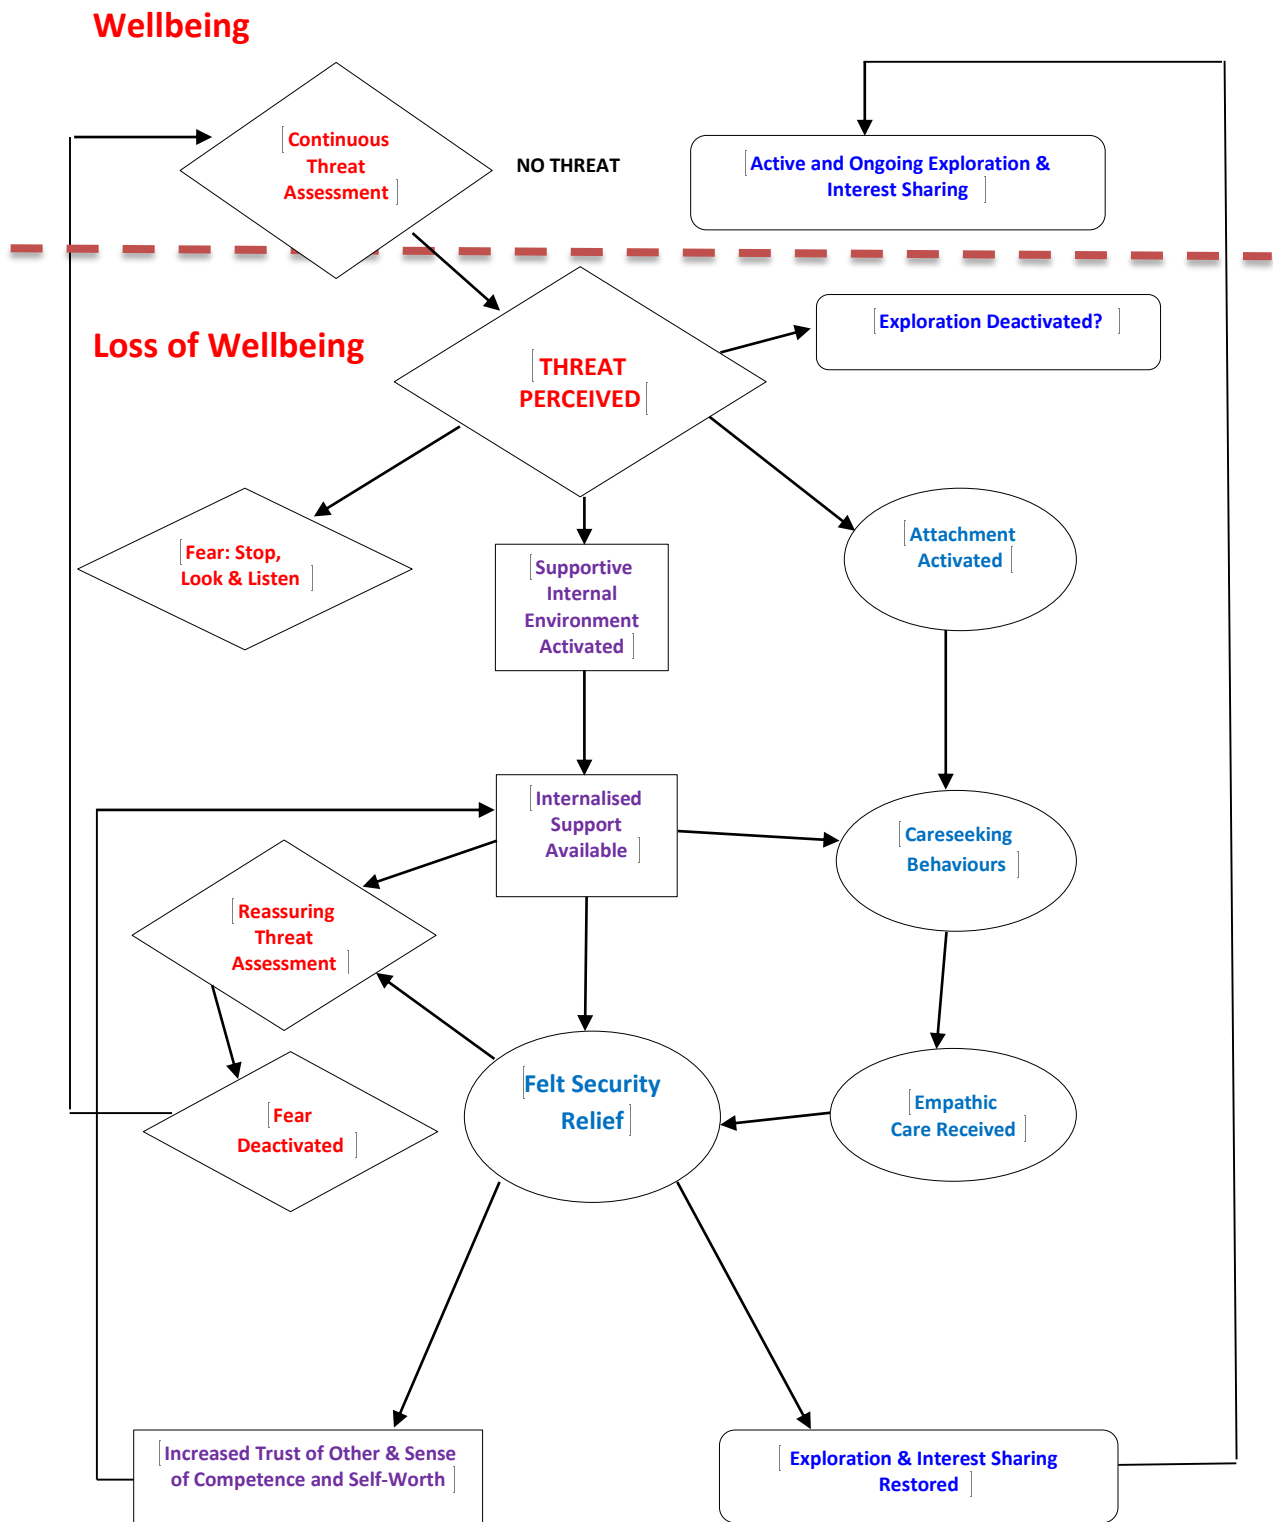 Wellbeing
Continuous
Threat
Assessment
NO THREAT
Active and Ongoing Exploration &
Interest Sharing
Exploration Deactivated?
Loss of Wellbeing
THREAT
PERCEIVED
Fear: Stop,
Look & Listen
Supportive
Internal
Environment
Activated
Attachment
Activated
Internalised
Support
Available
Careseeking
Behaviours
Reassuring
Threat
Assessment
Felt Security
Relief
Empathic
Care Received
Fear
Deactivated
Increased Trust of Other & Sense
of Competence and Self-Worth
Exploration & Interest Sharing
Restored